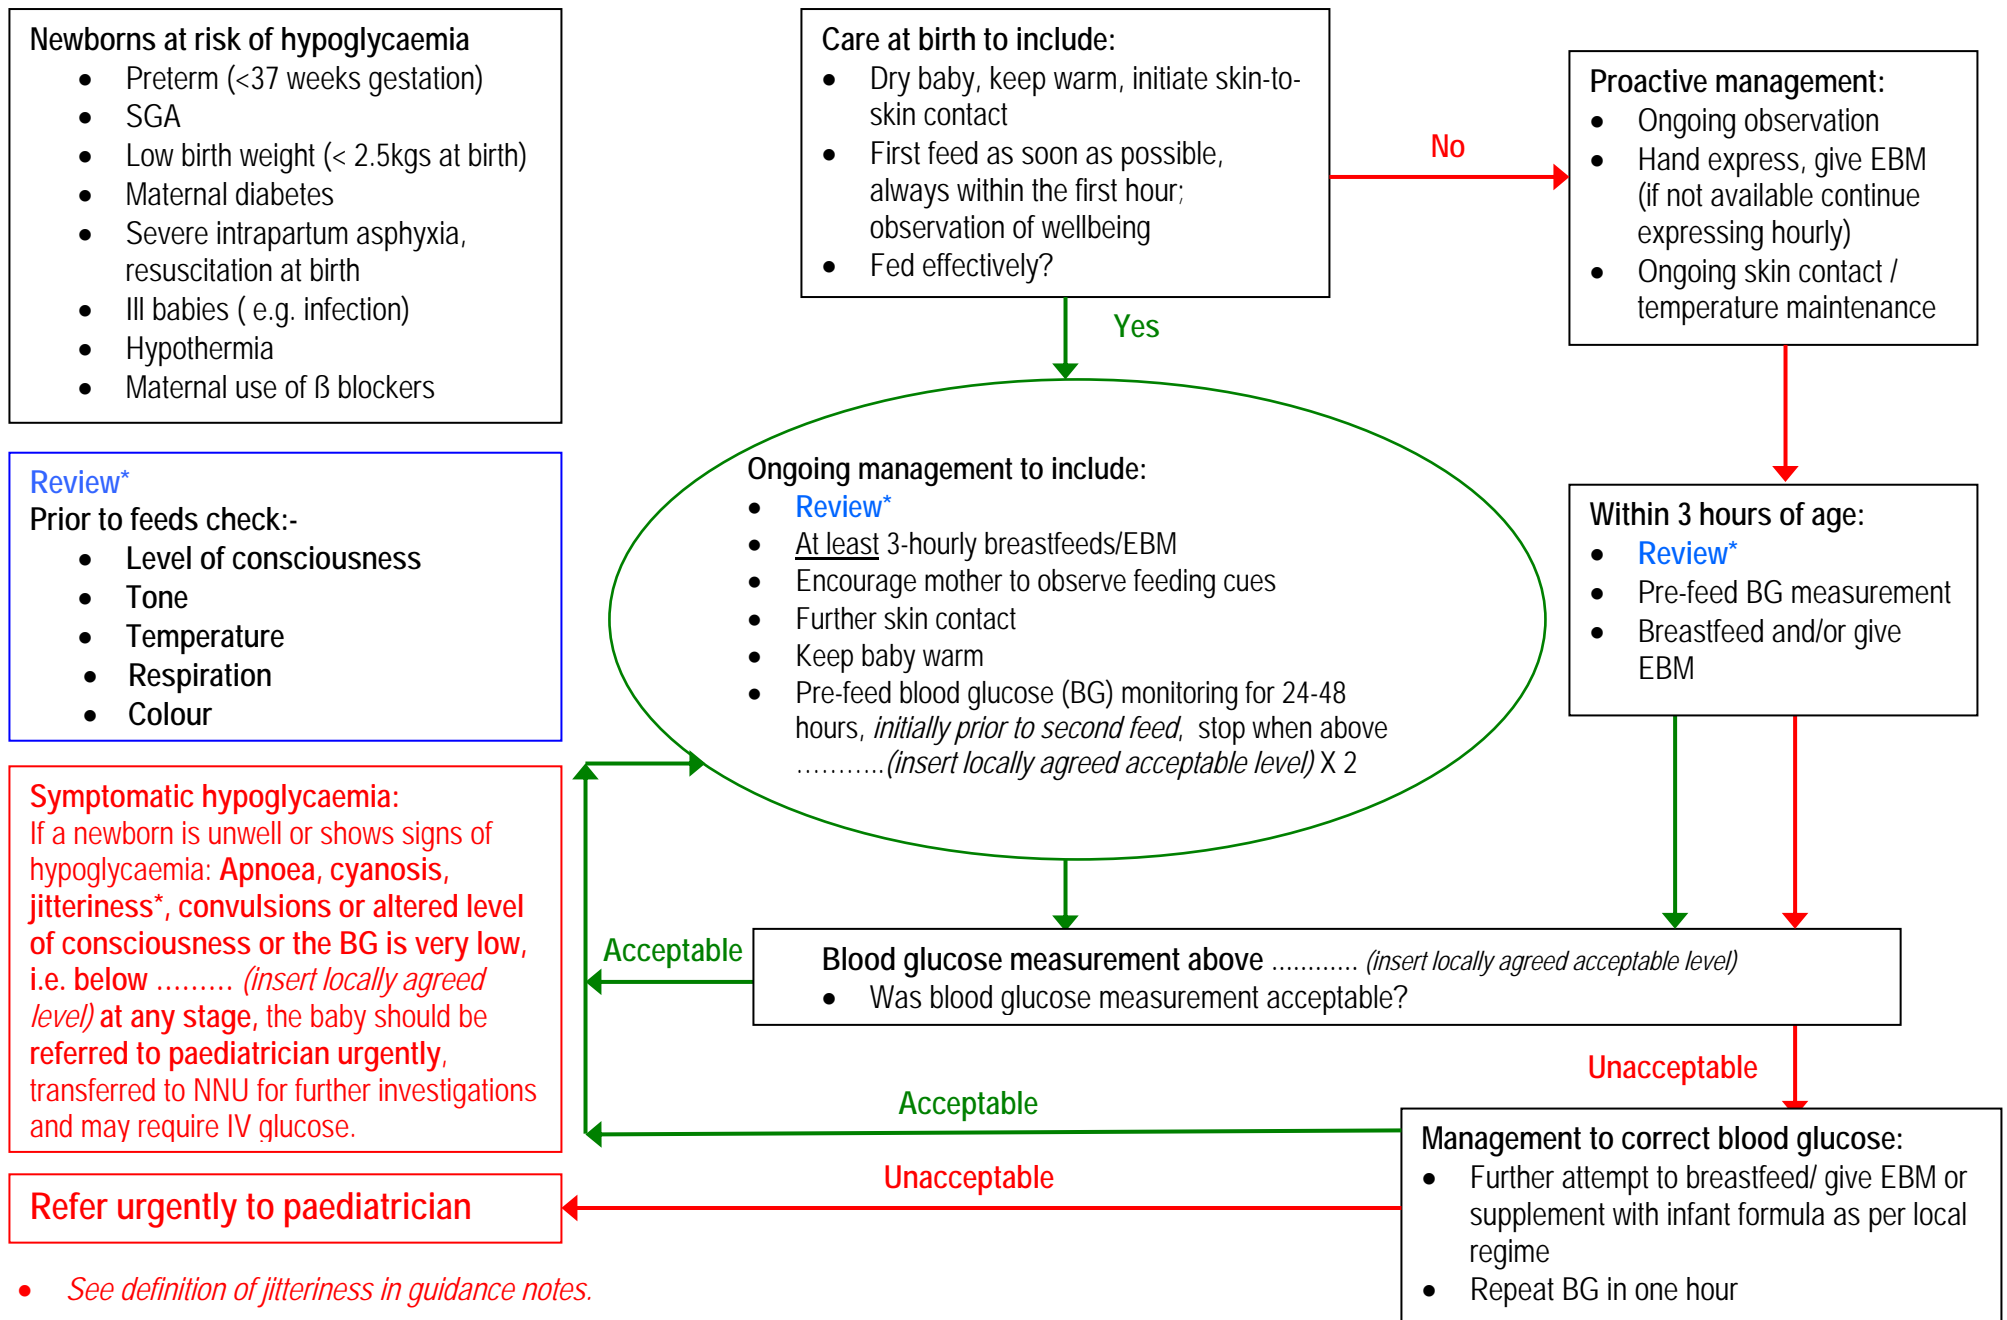 Newborns at risk of hypoglycaemia
• Preterm (<37 weeks gestation)
• SGA
• Low birth weight (< 2.5kgs at birth)
• Maternal diabetes
• Severe intrapartum asphyxia,
resuscitation at birth
• Ill babies ( e.g. infection)
• Hypothermia
• Maternal use of ß blockers
Care at birth to include:
• Dry baby, keep warm, initiate skin-to-
skin contact
• First feed as soon as possible,
always within the first hour;
observation of wellbeing
• Fed effectively?
No
Yes
Proactive management:
• Ongoing observation
• Hand express, give EBM
(if not available continue
expressing hourly)
• Ongoing skin contact /
temperature maintenance
Review*
Prior to feeds check:-
• Level of consciousness
• Tone
• Temperature
• Respiration
• Colour
Ongoing management to include:
• Review*
• At least 3-hourly breastfeeds/EBM
• Encourage mother to observe feeding cues
• Further skin contact
• Keep baby warm
• Pre-feed blood glucose (BG) monitoring for 24-48
hours, initially prior to second feed, stop when above
………..(insert locally agreed acceptable level) X 2
Within 3 hours of age:
• Review*
• Pre-feed BG measurement
• Breastfeed and/or give
EBM
Symptomatic hypoglycaemia:
If a newborn is unwell or shows signs of
hypoglycaemia: Apnoea, cyanosis,
jitteriness*, convulsions or altered level
of consciousness or the BG is very low,
i.e. below ……... (insert locally agreed
level) at any stage, the baby should be
referred to paediatrician urgently,
transferred to NNU for further investigations
and may require IV glucose.
Acceptable
Blood glucose measurement above ............ (insert locally agreed acceptable level)
• Was blood glucose measurement acceptable?
Unacceptable
Acceptable
Management to correct blood glucose:
• Further attempt to breastfeed/ give EBM or
supplement with infant formula as per local
regime
• Repeat BG in one hour
Unacceptable
Refer urgently to paediatrician
• See definition of jitteriness in guidance notes.